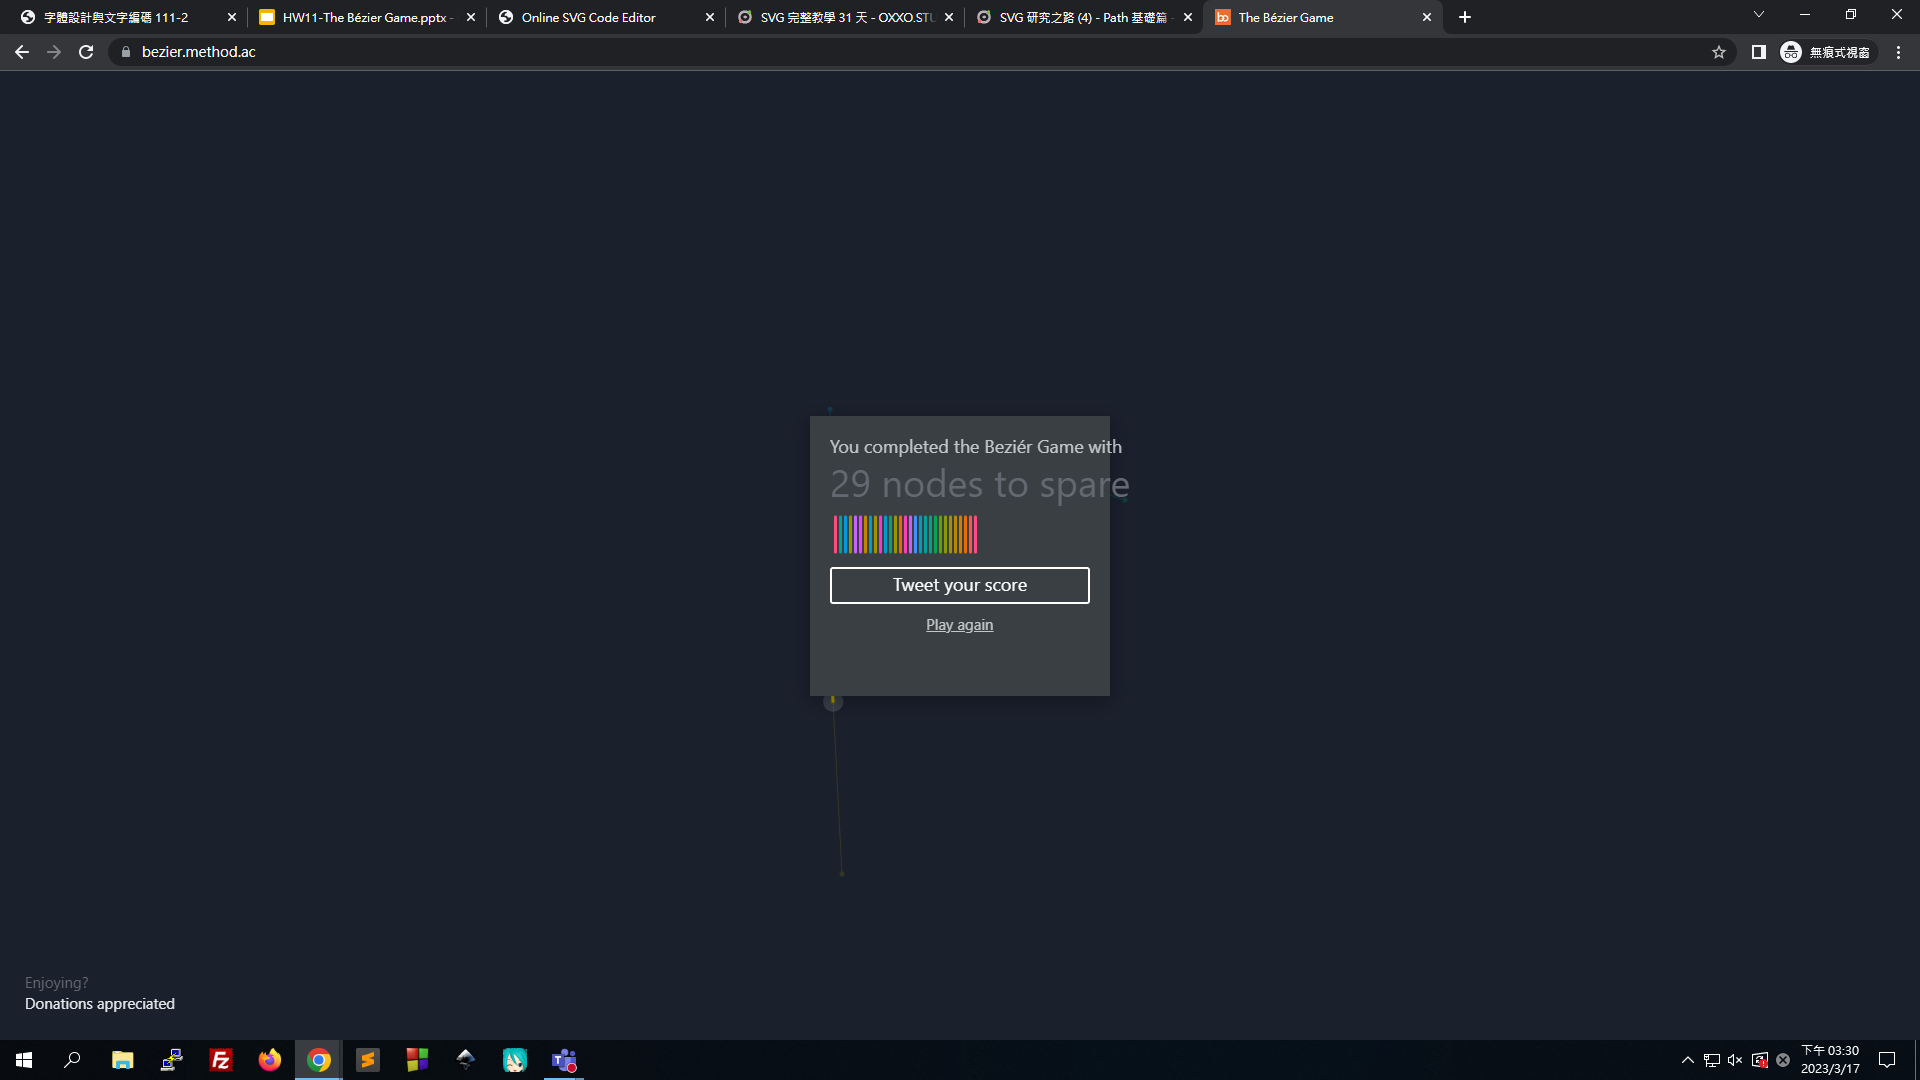 字體設計與文字編碼 111-2
HW11-The Bézier Game.pptx -
Online SVG Code Editor
SVG 完整教學 31 天 - OXXO.STU
SVG 研究之路 (4) - Path 基礎篇 -
The Bézier Game
bezier.method.ac
無痕式視窗
You completed the Beziér Game with
29 nodes to spare
Tweet your score
Play again
Enjoying?
Donations appreciated
下午 03:30
2023/3/17